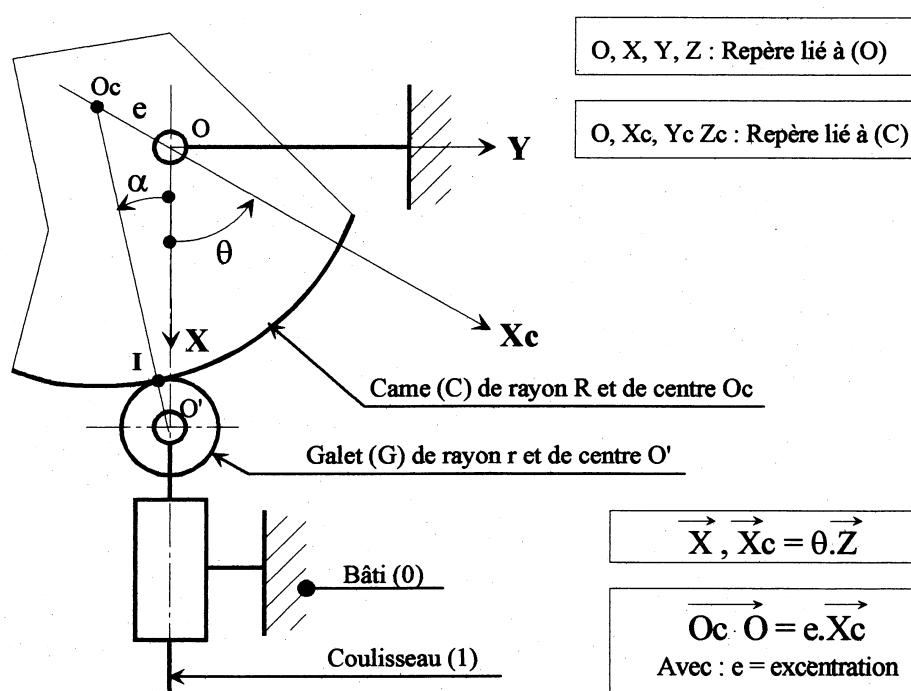 O, X, Y, Z : Repère lié à (O)
O, Xc, Yc Zc : Repère lié à (C)
Oc
e
O
Y
α
θ
X
Xc
I
Came (C) de rayon R et de centre Oc
O'
Galet (G) de rayon r et de centre O'
X , Xc = θ.Z
Bâti (0)
Oc O = e.Xc
Avec : e = excentration
Coulisseau (1)